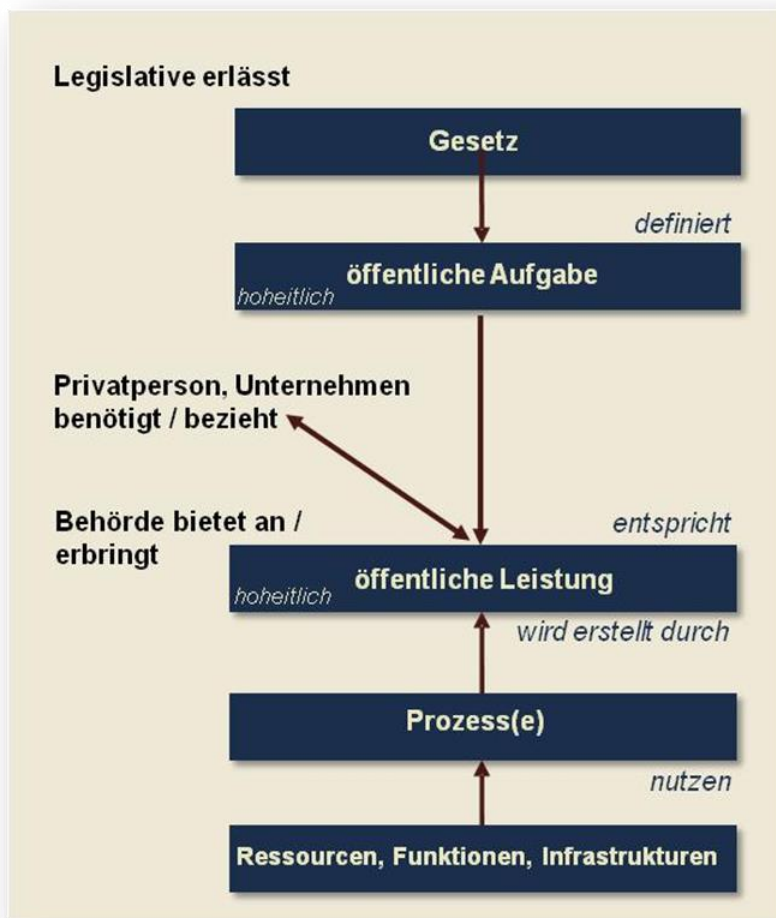 Legislative erlässt
Gesetz
definiert
öffentliche Aufgabe
hoheitlich
Privatperson, Unternehmen
benötigt / bezieht
Behörde bietet an /
erbringt
entspricht
öffentliche Leistung
hoheitlich
wird erstellt durch
Prozess(e)
nutzen
Ressourcen, Funktionen, Infrastrukturen